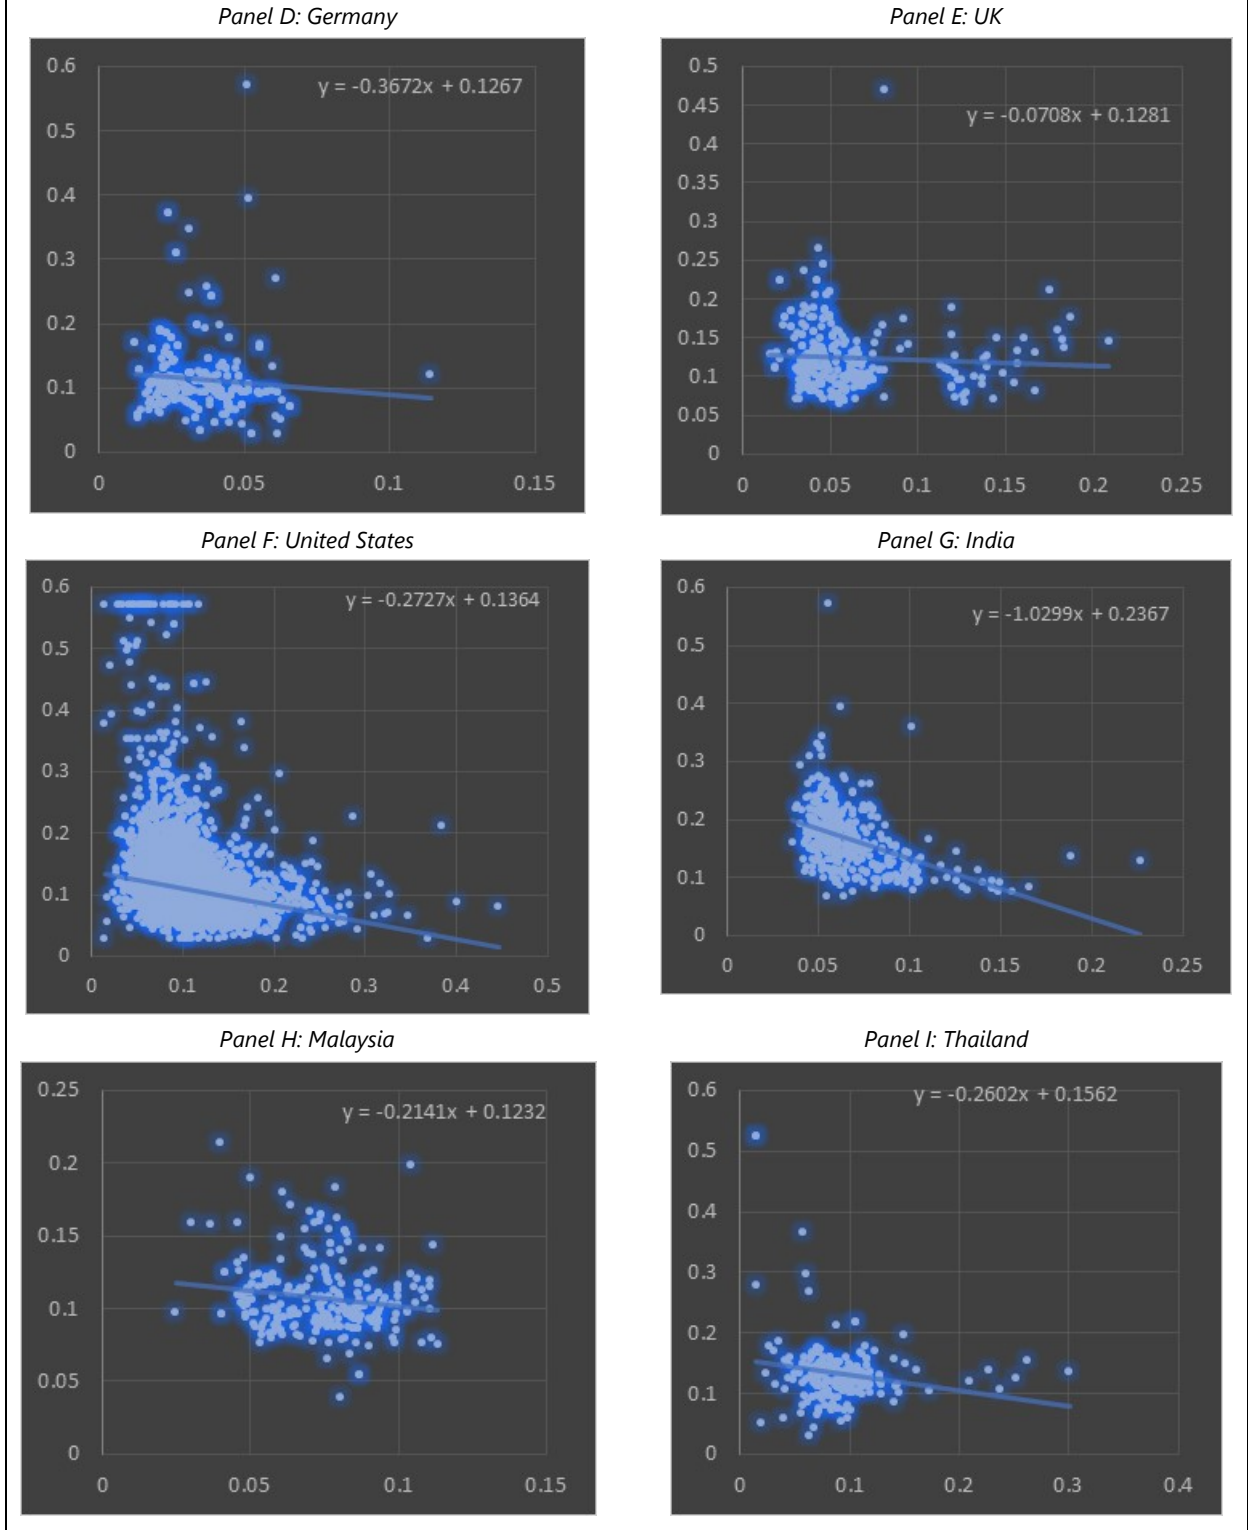 Panel D: Germany
y = -0.3672x + 0.1267
0.6
0.5
0.4
0.3
0.2
0.1
0
0 0.05 0.1 0.15
Panel E: UK
y = -0.0708x + 0.1281
0.5
0.45
0.4
0.35
0.3
0.25
0.2
0.15
0.1
0.05
0
0 0.05 0.1 0.15 0.2 0.25
Panel F: United States
y = -0.2727x + 0.1364
0.6
0.5
0.4
0.3
0.2
0.1
0
0 0.1 0.2 0.3 0.4 0.5
Panel G: India
y = -1.0299x + 0.2367
0.6
0.5
0.4
0.3
0.2
0.1
0
0 0.05 0.1 0.15 0.2 0.25
Panel H: Malaysia
y = -0.2141x + 0.1232
0.25
0.2
0.15
0.1
0.05
0
0 0.05 0.1 0.15
Panel I: Thailand
y = -0.2602x + 0.1562
0.6
0.5
0.4
0.3
0.2
0.1
0
0 0.1 0.2 0.3 0.4